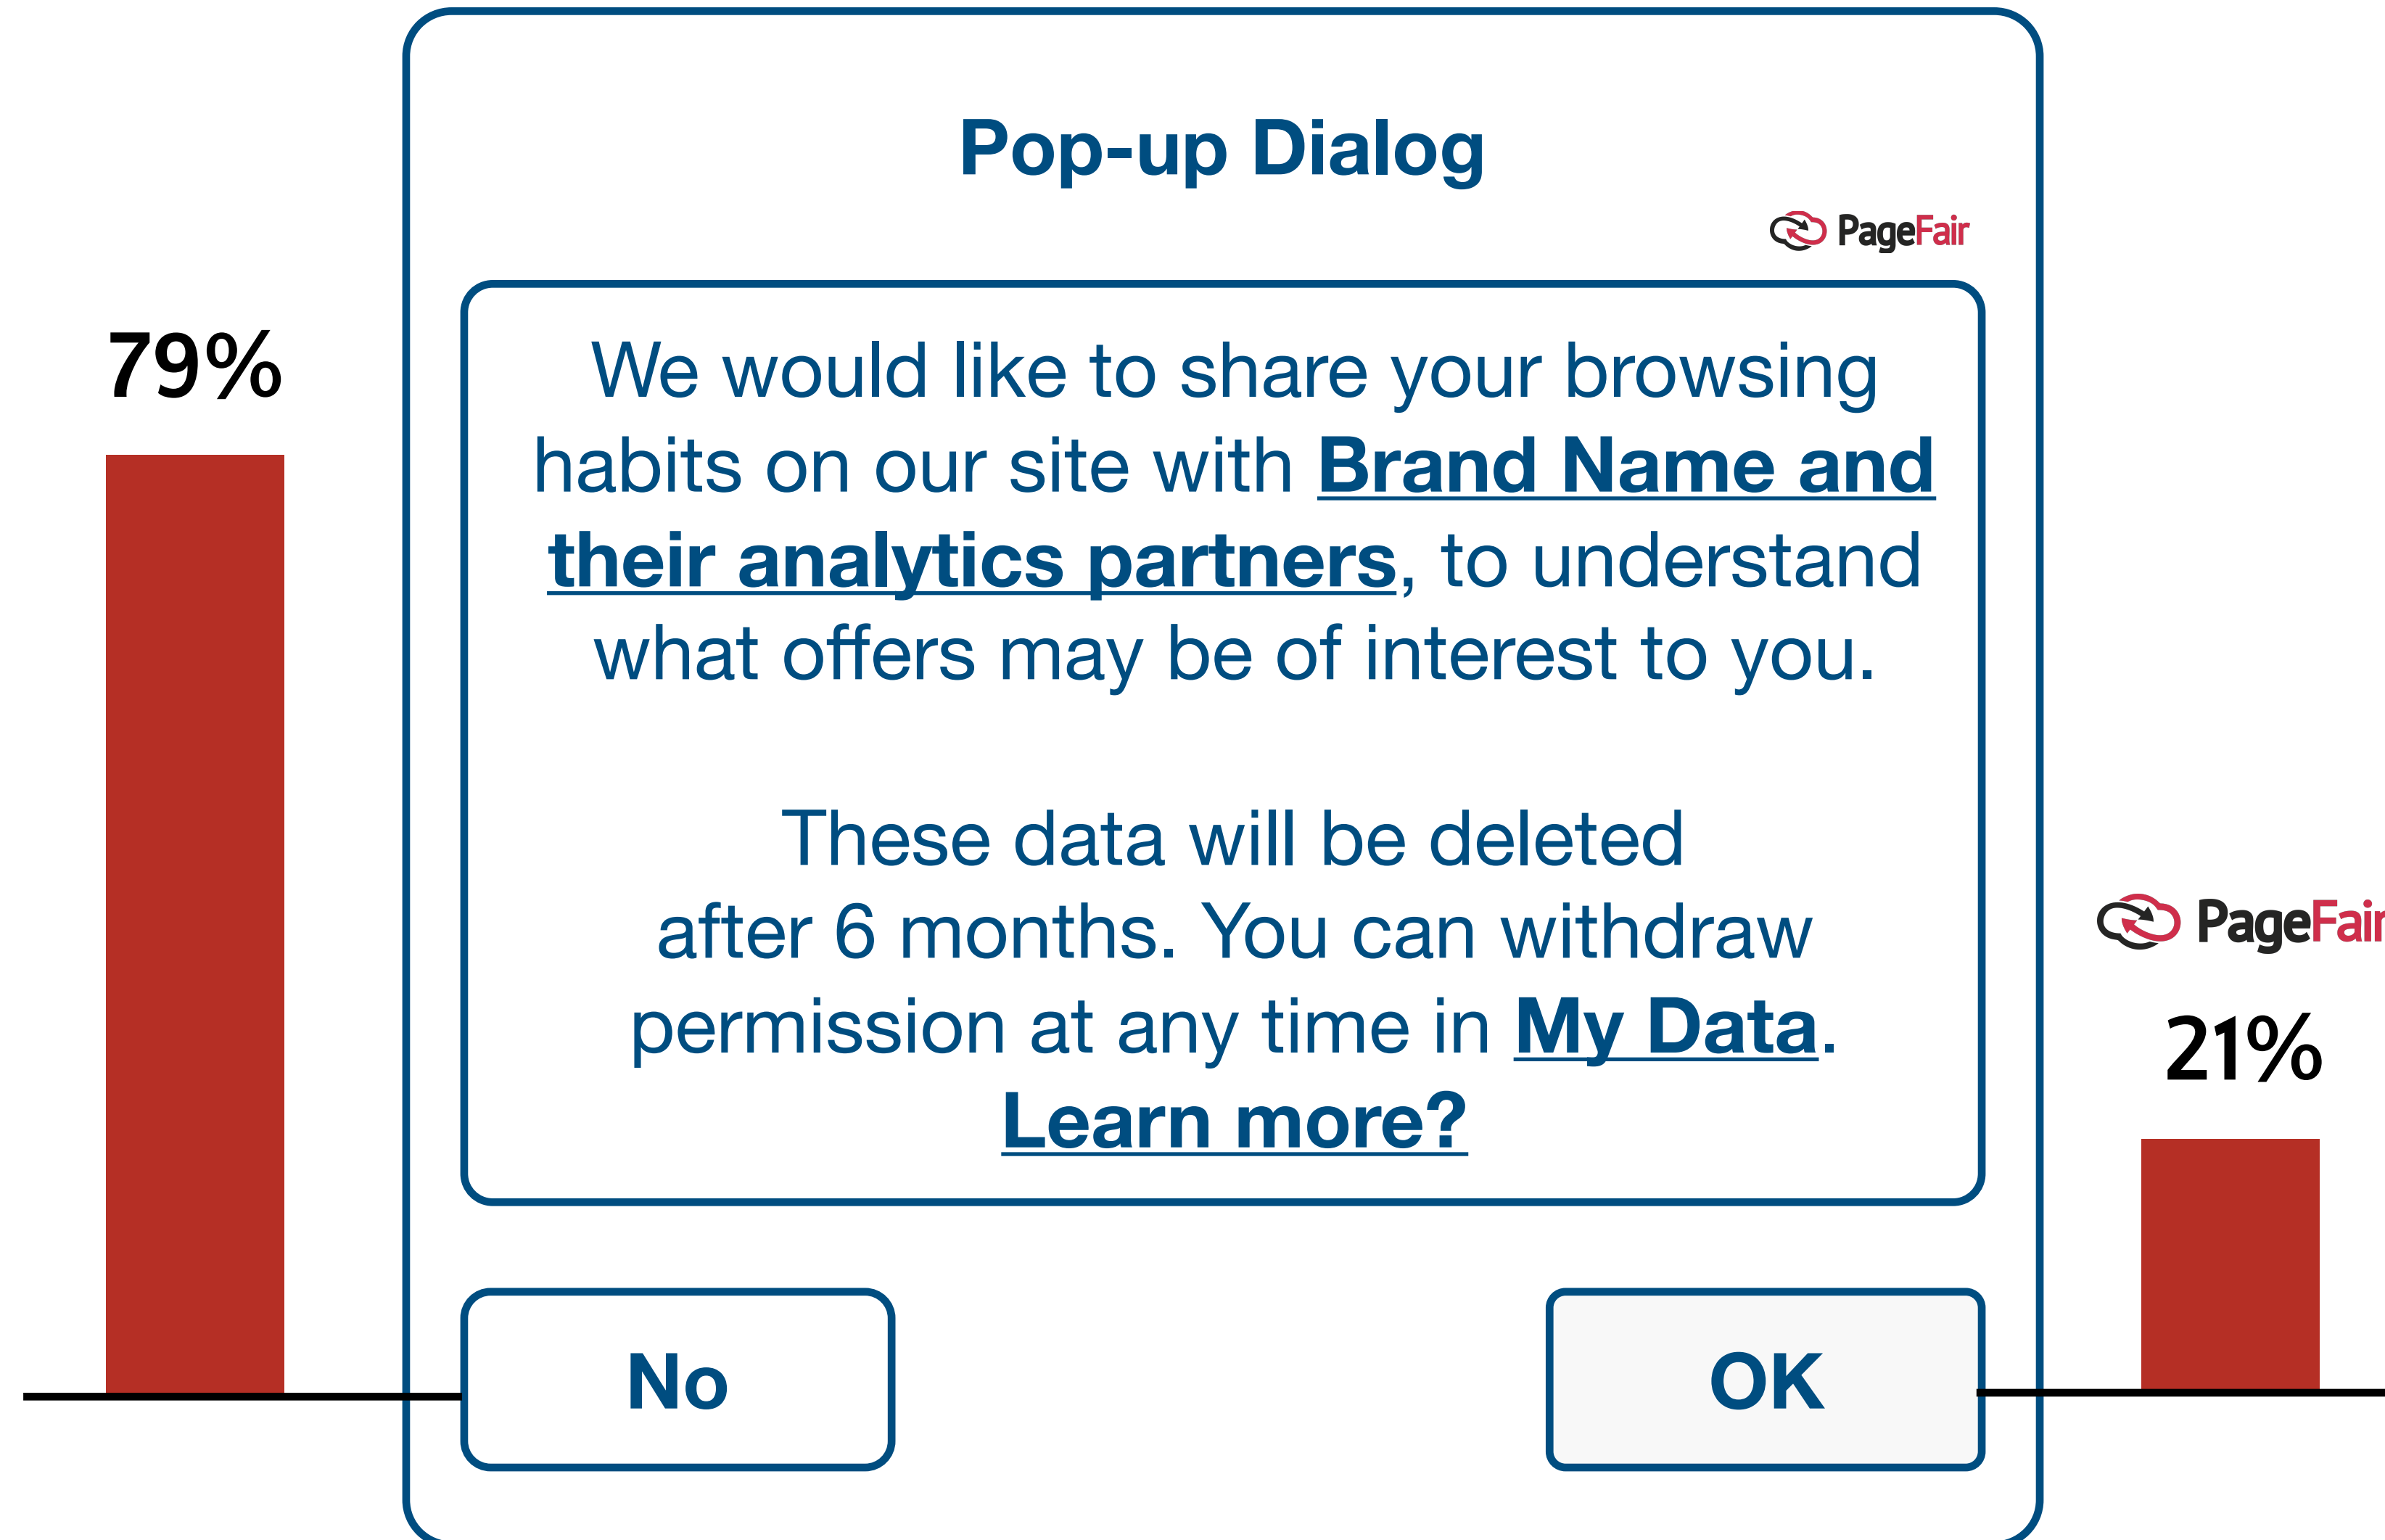 Pop-up Dialog
PageFair
79%
We would like to share your browsing
habits on our site with Brand Name and
their analytics partners, to understand
what offers may be of interest to you.
These data will be deleted
after 6 months. You can withdraw
permission at any time in My Data.
Learn more?
PageFair
21%
No
OK